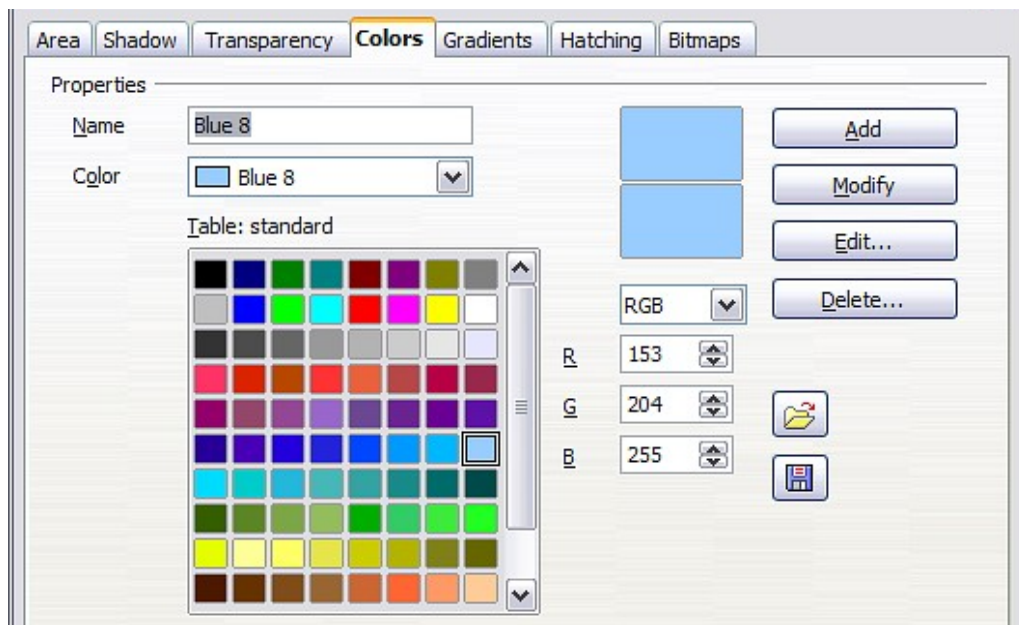 Area Shadow Transparency Colors Gradients Hatching Bitmaps
Properties
Name Blue 8 Add
Color Blue 8 Modify
Table: standard Edit...
RGB Delete...
R 153
G 204
B 255